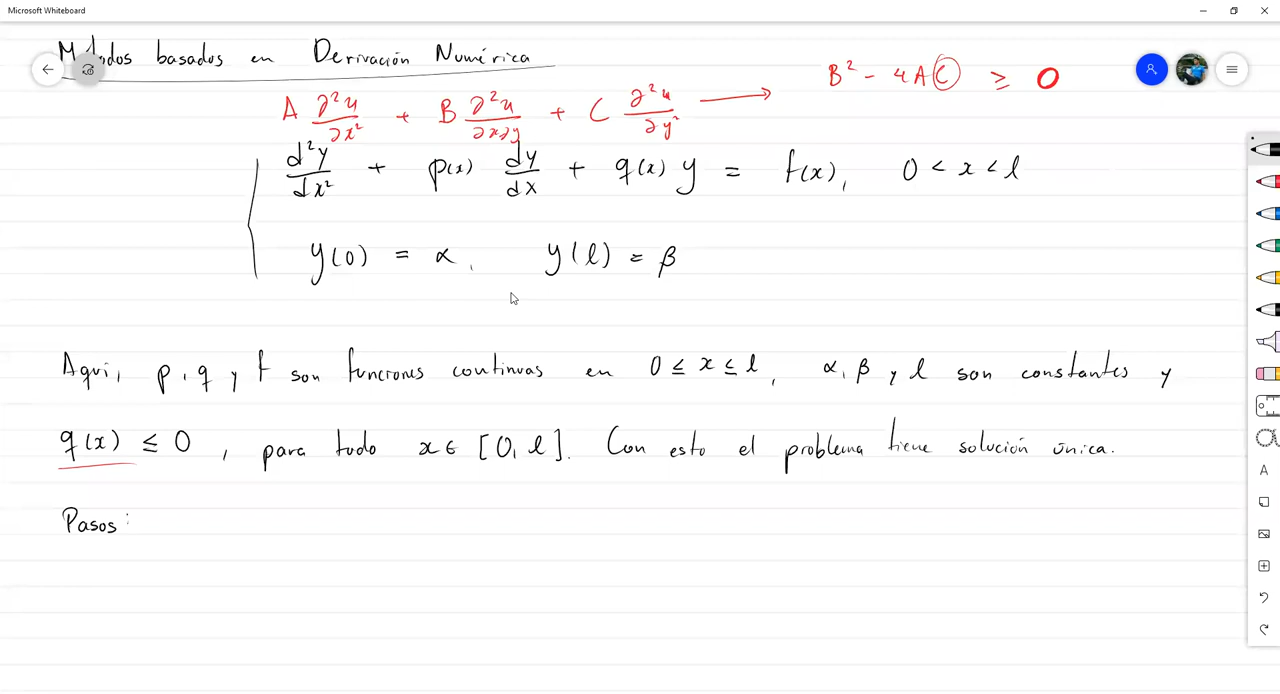 Microsoft Whiteboard
Métodos basados en Derivación Numérica
A ∂²u/∂x² + B ∂²u/∂x∂y + C ∂²u/∂y² ⟶ B² - 4AC ≥ 0
d²y/dx² + p(x) dy/dx + q(x) y = f(x), 0 < x < l
y(0) = α, y(l) = β
Aquí, p, q y f son funciones continuas en 0 ≤ x ≤ l, α, β y l son constantes y
q(x) ≤ 0, para todo x ∈ [0, l]. Con esto el problema tiene solución única.
Pasos:
A